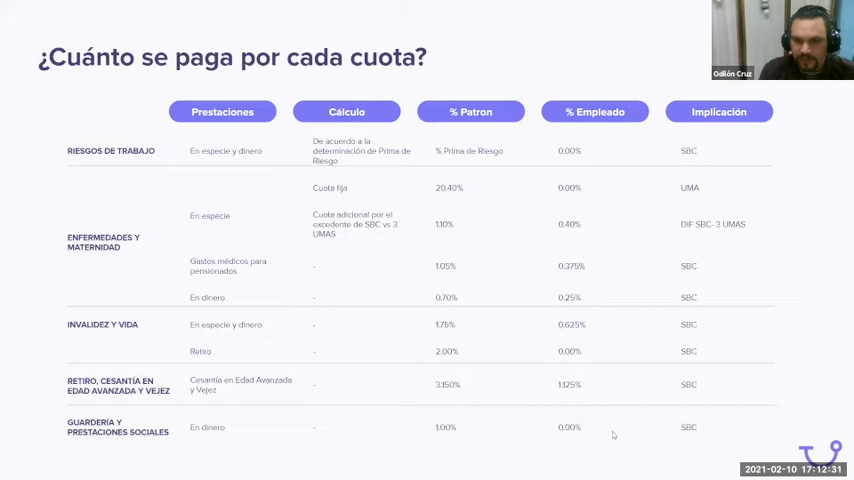 ¿Cuánto se paga por cada cuota?
Odilón Cruz
Prestaciones Cálculo % Patron % Empleado Implicación
RIESGOS DE TRABAJO En especie y dinero De acuerdo a la determinación de Prima de Riesgo % Prima de Riesgo 0.00% SBC
Cuota fija 20.40% 0.00% UMA
ENFERMEDADES Y
MATERNIDAD
En especie Cuota adicional por el excedente de SBC vs 3 UMAS 1.10% 0.40% DIF SBC- 3 UMAS
Gastos médicos para pensionados - 1.05% 0.375% SBC
En dinero - 0.70% 0.25% SBC
INVALIDEZ Y VIDA En especie y dinero - 1.75% 0.625% SBC
Retiro - 2.00% 0.00% SBC
RETIRO, CESANTÍA EN
EDAD AVANZADA Y VEJEZ
Cesantía en Edad Avanzada y Vejez - 3.150% 1.125% SBC
GUARDERÍA Y
PRESTACIONES SOCIALES
En dinero - 1.00% 0.00% SBC
2021-02-10 17:12:31